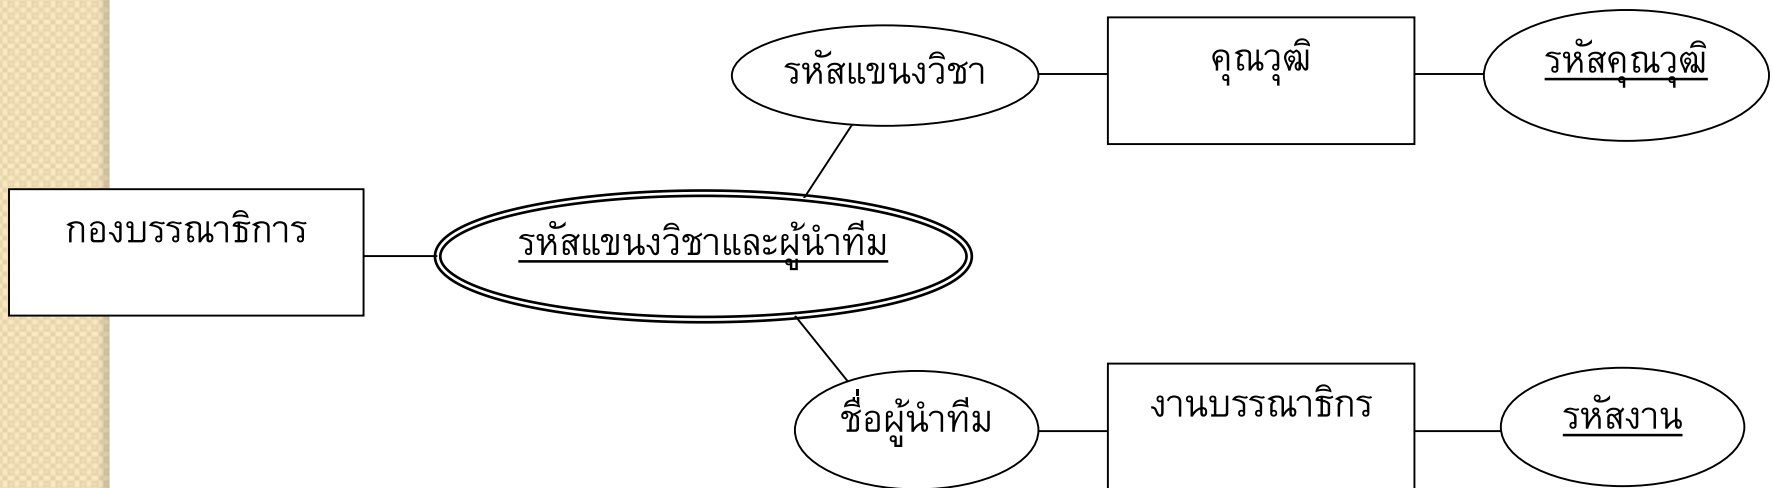 รหัสแขนงวิชา
คุณวุฒิ
รหัสคุณวุฒิ
กองบรรณาธิการ
รหัสแขนงวิชาและผู้นำทีม
ชื่อผู้นำทีม
งานบรรณาธิกร
รหัสงาน